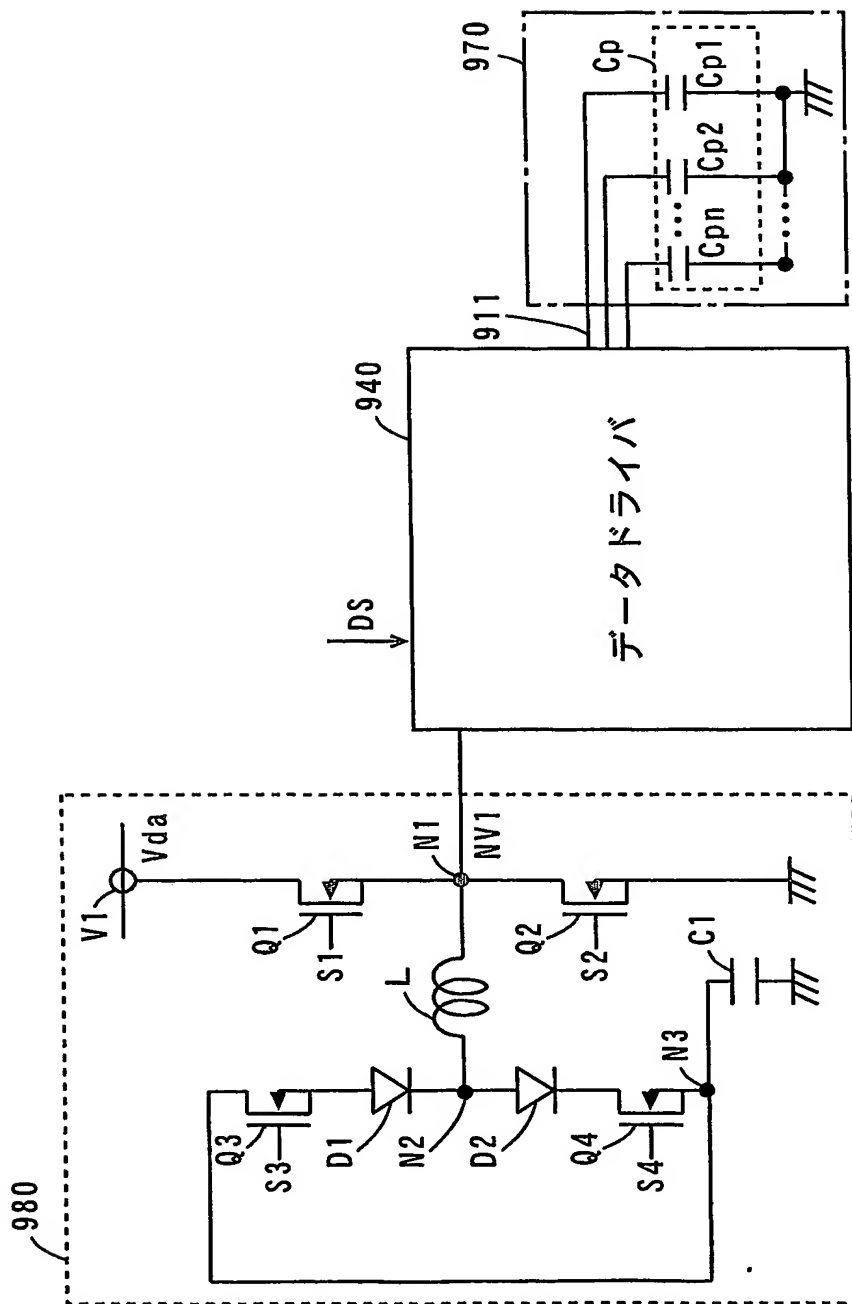 980
V1
Vda
Q1
S1
N1
NV1
L
Q2
S2
C1
Q3
S3
D1
N2
D2
Q4
S4
N3
DS
940
データドライバ
911
970
Cp
Cp1
Cp2
Cpn